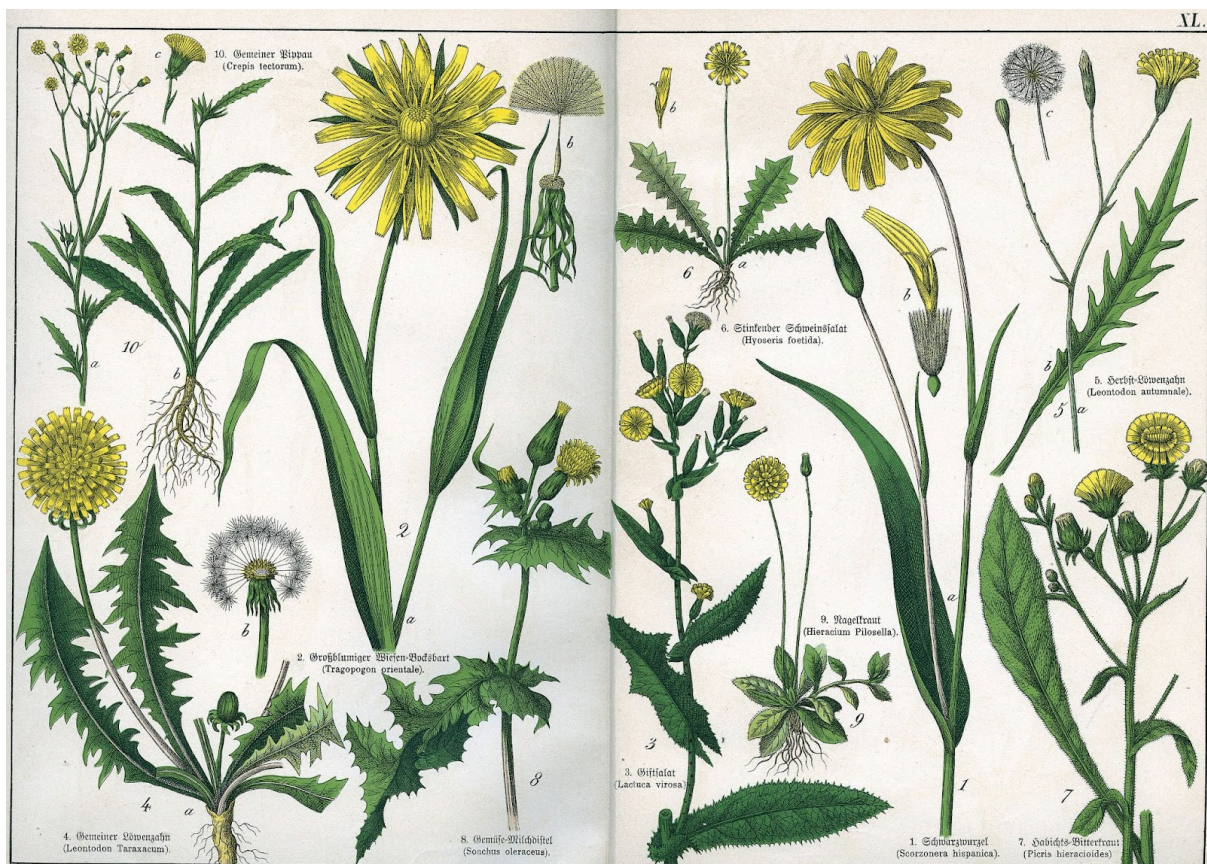 XL.
c
10. Gemeiner Pippau
(Crepis tectorum).
b
10
a
b
2
a
2. Großblumiger Wiesen-Bocksbart
(Tragopogon orientale).
b
4
a
4. Gemeiner Löwenzahn
(Leontodon Taraxacum).
8
8. Gemüse-Milchdistel
(Sonchus oleraceus).
b
6
a
6. Stinkender Schweinssalat
(Hyoseris foetida).
b
c
b
5
a
5. Herbst-Löwenzahn
(Leontodon autumnale).
9. Nagelkraut
(Hieracium Pilosella).
9
3
3. Giftsalat
(Lactuca virosa)
a
1
1. Schwarzwurzel
(Scorzonera hispanica).
7
7. Habichts-Bitterkraut
(Picris hieracioides)